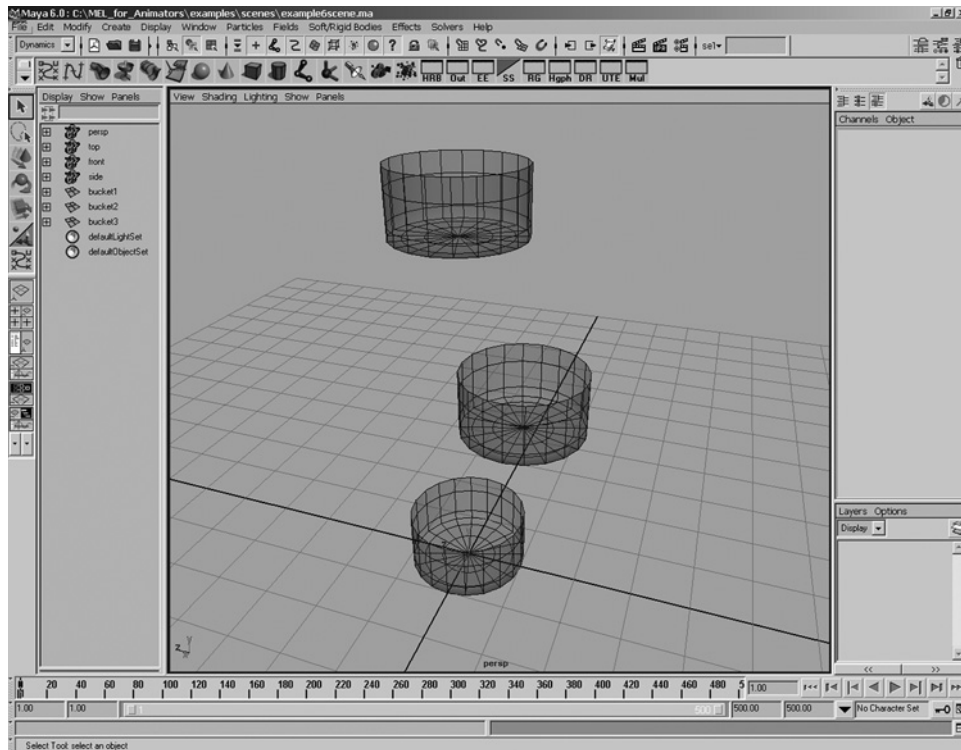 Maya 6.0: C:\MEL_for_Animators\examples\scenes\example6scene.ma
File Edit Modify Create Display Window Particles Fields Soft/Rigid Bodies Effects Solvers Help
Dynamics sel
HRB Out EE SS RG Hgph DR UTE Mul
Display Show Panels
View Shading Lighting Show Panels
Channels Object
persp
top
front
side
bucket1
bucket2
bucket3
defaultLightSet
defaultObjectSet
Layers Options
Display
y
z x
persp
<< >>
20 40 60 80 100 120 140 160 180 200 220 240 260 280 300 320 340 360 380 400 420 440 460 480 5 1.00
1.00 1.00 1 500 500.00 500.00 No Character Set
Select Tool: select an object